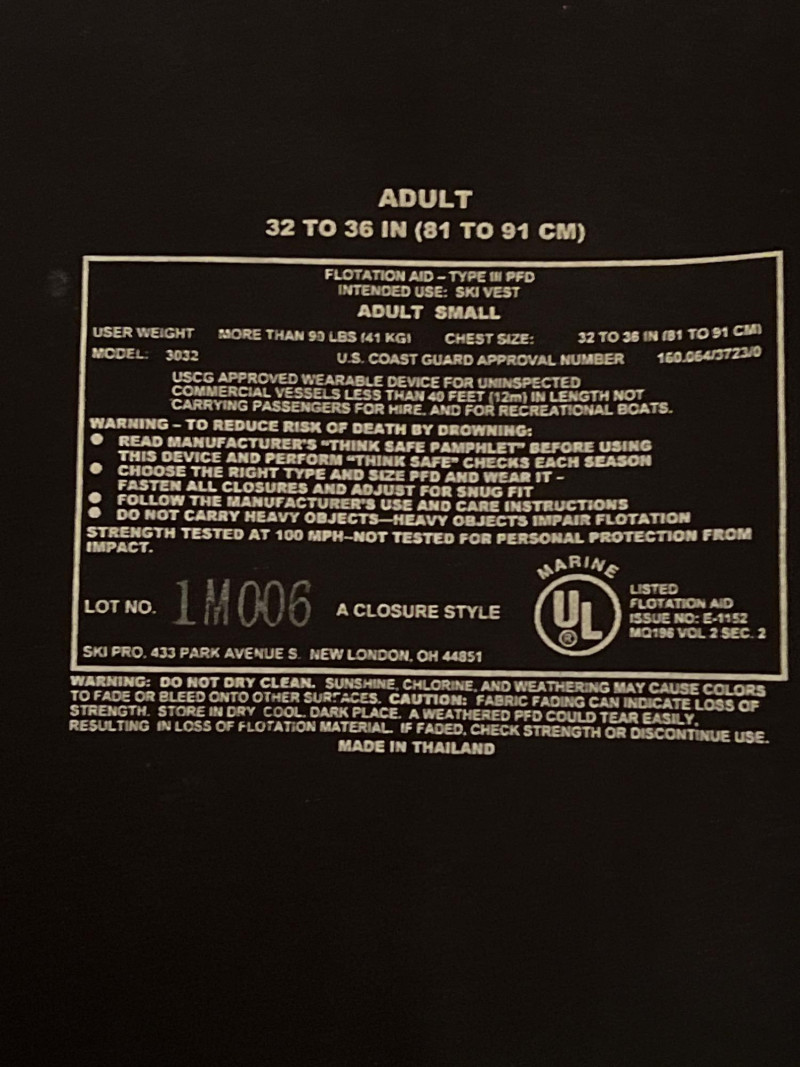 ADULT
32 TO 36 IN (81 TO 91 CM)
FLOTATION AID – TYPE III PFD
INTENDED USE: SKI VEST
ADULT SMALL
USER WEIGHT MORE THAN 90 LBS (41 KG) CHEST SIZE: 32 TO 36 IN (81 TO 91 CM)
MODEL: 3032 U.S. COAST GUARD APPROVAL NUMBER 160.064/3723/0
USCG APPROVED WEARABLE DEVICE FOR UNINSPECTED
COMMERCIAL VESSELS LESS THAN 40 FEET (12m) IN LENGTH NOT
CARRYING PASSENGERS FOR HIRE, AND FOR RECREATIONAL BOATS.
WARNING – TO REDUCE RISK OF DEATH BY DROWNING:
● READ MANUFACTURER'S "THINK SAFE PAMPHLET" BEFORE USING
THIS DEVICE AND PERFORM "THINK SAFE" CHECKS EACH SEASON
● CHOOSE THE RIGHT TYPE AND SIZE PFD AND WEAR IT –
FASTEN ALL CLOSURES AND ADJUST FOR SNUG FIT
● FOLLOW THE MANUFACTURER'S USE AND CARE INSTRUCTIONS
● DO NOT CARRY HEAVY OBJECTS—HEAVY OBJECTS IMPAIR FLOTATION
STRENGTH TESTED AT 100 MPH–NOT TESTED FOR PERSONAL PROTECTION FROM
IMPACT.
LOT NO. 1M006 A CLOSURE STYLE
MARINE
UL ®
LISTED
FLOTATION AID
ISSUE NO: E-1152
MQ196 VOL 2 SEC. 2
SKI PRO, 433 PARK AVENUE S. NEW LONDON, OH 44851
WARNING: DO NOT DRY CLEAN. SUNSHINE, CHLORINE, AND WEATHERING MAY CAUSE COLORS
TO FADE OR BLEED ONTO OTHER SURFACES. CAUTION: FABRIC FADING CAN INDICATE LOSS OF
STRENGTH. STORE IN DRY, COOL, DARK PLACE. A WEATHERED PFD COULD TEAR EASILY,
RESULTING IN LOSS OF FLOTATION MATERIAL. IF FADED, CHECK STRENGTH OR DISCONTINUE USE.
MADE IN THAILAND